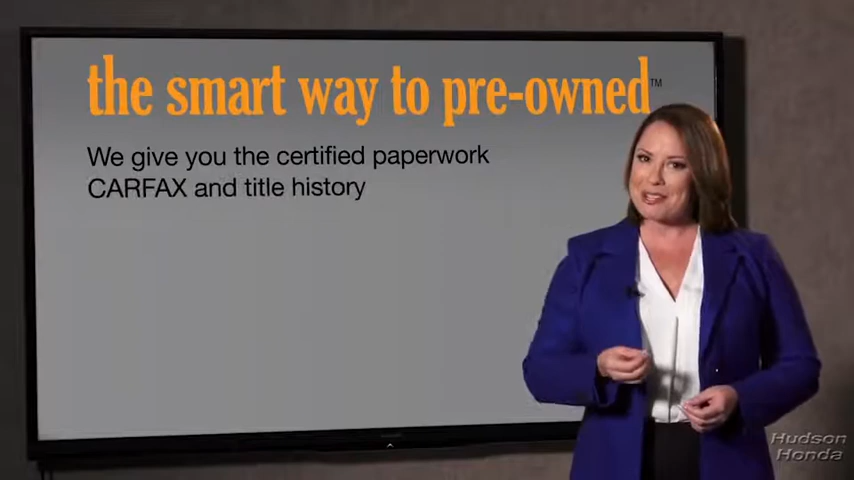 the smart way to pre-owned™
We give you the certified paperwork
CARFAX and title history
Hudson
Honda